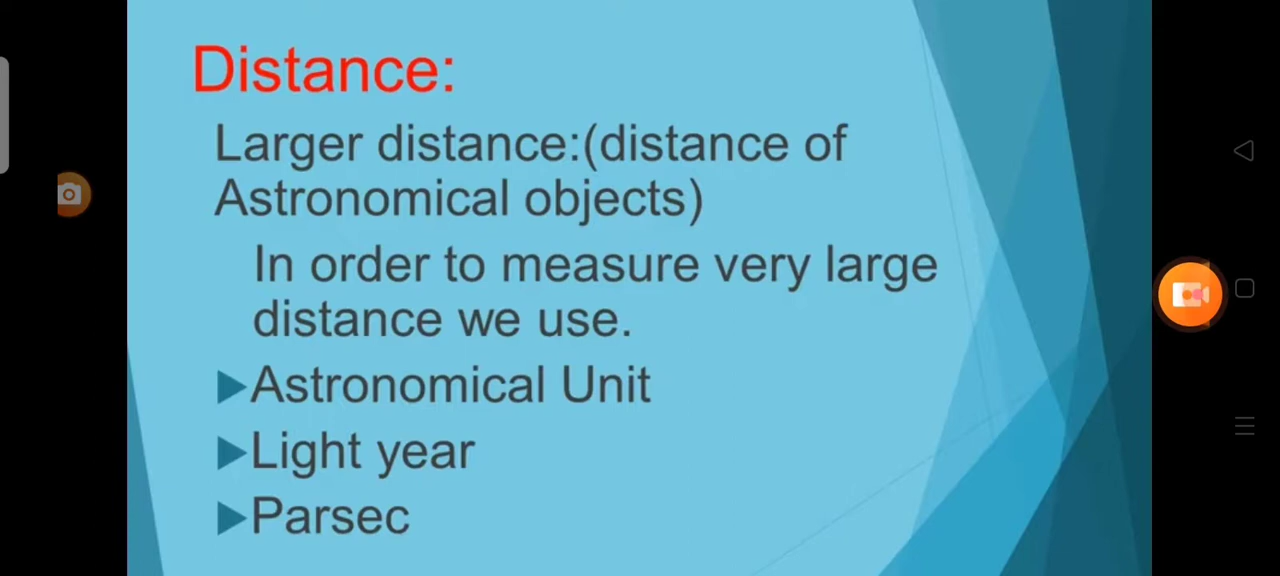 Distance:
Larger distance:(distance of
Astronomical objects)
In order to measure very large
distance we use.
Astronomical Unit
Light year
Parsec